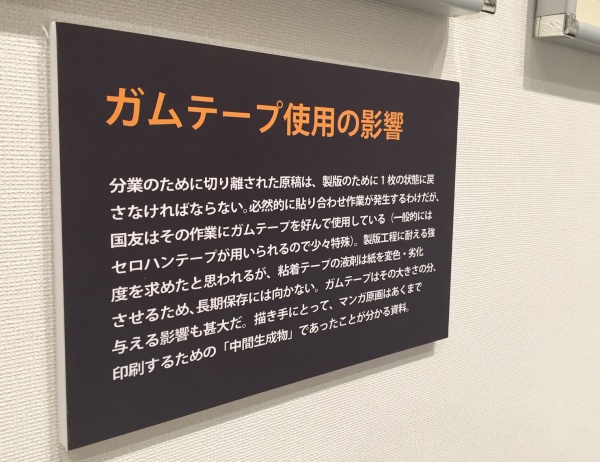 ガムテープ使用の影響
分業のために切り離された原稿は、製版のために1枚の状態に戻
さなければならない。必然的に貼り合わせ作業が発生するわけだが、
国友はその作業にガムテープを好んで使用している（一般的には
セロハンテープが用いられるので少々特殊）。製版工程に耐える強
度を求めたと思われるが、粘着テープの液剤は紙を変色・劣化
させるため、長期保存には向かない。ガムテープはその大きさの分、
与える影響も甚大だ。描き手にとって、マンガ原画はあくまで
印刷するための「中間生成物」であったことが分かる資料。